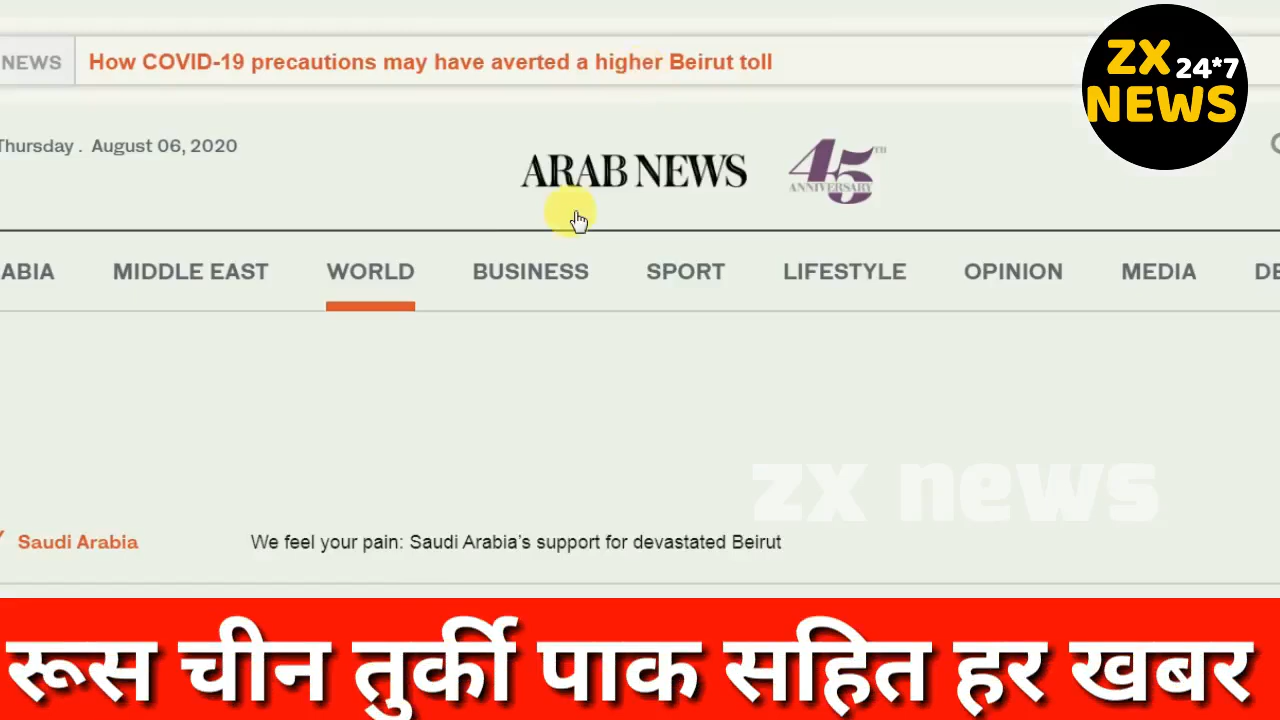 NEWS How COVID-19 precautions may have averted a higher Beirut toll
ZX 24*7
NEWS
Thursday . August 06, 2020
ARAB NEWS
45TH
ANNIVERSARY
ABIA MIDDLE EAST WORLD BUSINESS SPORT LIFESTYLE OPINION MEDIA DE
zx news
Saudi Arabia We feel your pain: Saudi Arabia's support for devastated Beirut
रूस चीन तुर्की पाक सहित हर खबर